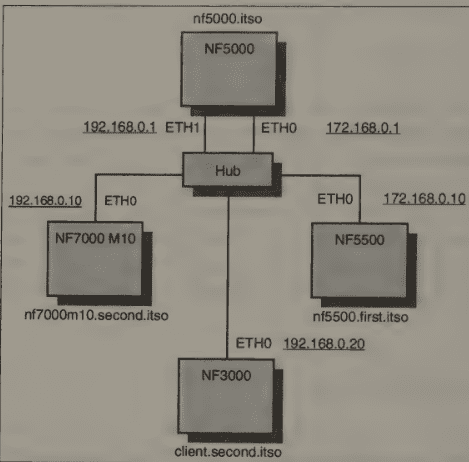 nf5000.itso
NF5000
192.168.0.1 ETH1 ETH0 172.168.0.1
Hub
192.168.0.10 ETH0 ETH0 172.168.0.10
NF7000 M10 NF5500
nf7000m10.second.itso nf5500.first.itso
ETH0 192.168.0.20
NF3000
client.second.itso